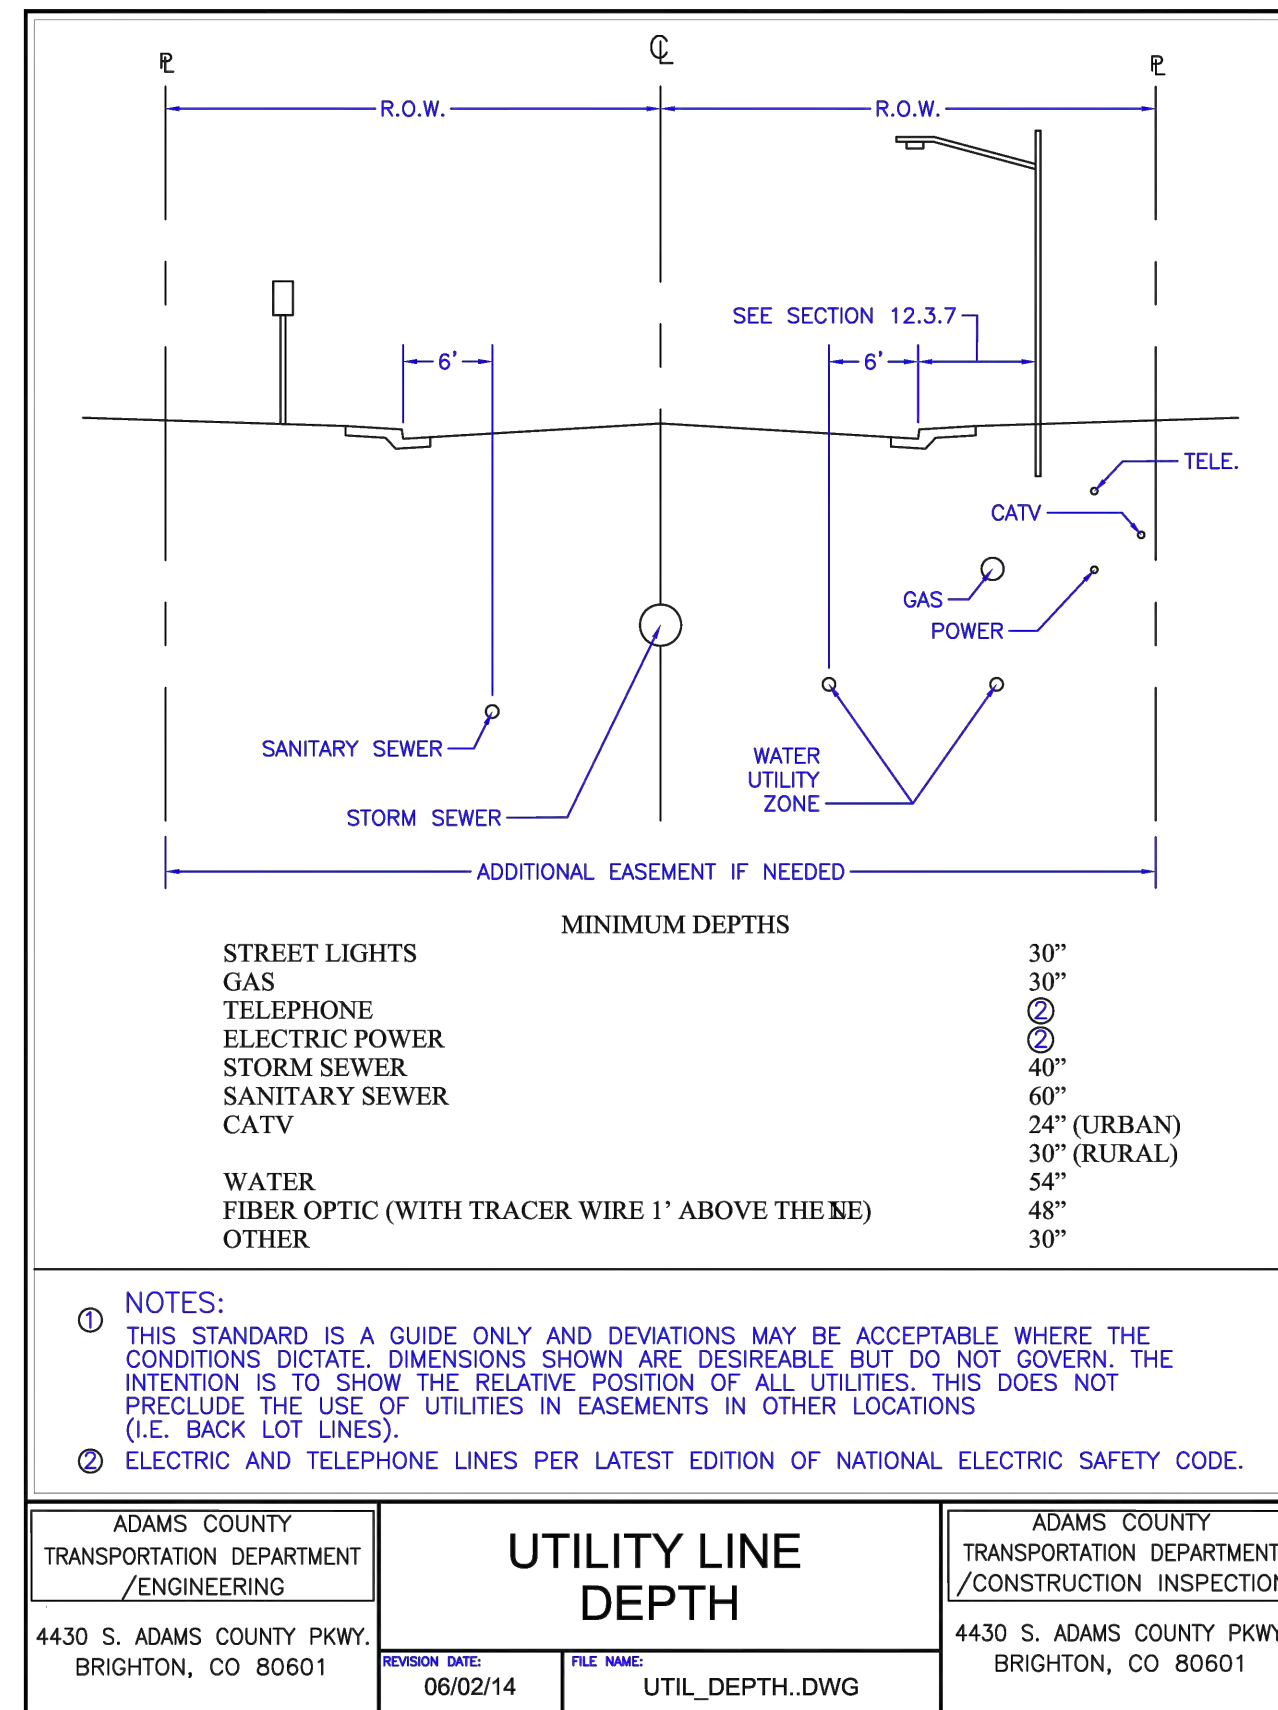 PL
CL
PL
R.O.W.
R.O.W.
SEE SECTION 12.3.7
6'
6'
TELE.
CATV
GAS
POWER
SANITARY SEWER
WATER
UTILITY
ZONE
STORM SEWER
ADDITIONAL EASEMENT IF NEEDED
MINIMUM DEPTHS
STREET LIGHTS 30”
GAS 30”
TELEPHONE ②
ELECTRIC POWER ②
STORM SEWER 40”
SANITARY SEWER 60”
CATV 24” (URBAN)
30” (RURAL)
WATER 54”
FIBER OPTIC (WITH TRACER WIRE 1’ ABOVE THE 48”
OTHER 30”
① NOTES:
THIS STANDARD IS A GUIDE ONLY AND DEVIATIONS MAY BE ACCEPTABLE WHERE THE
CONDITIONS DICTATE. DIMENSIONS SHOWN ARE DESIREABLE BUT DO NOT GOVERN. THE
INTENTION IS TO SHOW THE RELATIVE POSITION OF ALL UTILITIES. THIS DOES NOT
PRECLUDE THE USE OF UTILITIES IN EASEMENTS IN OTHER LOCATIONS
(I.E. BACK LOT LINES).
② ELECTRIC AND TELEPHONE LINES PER LATEST EDITION OF NATIONAL ELECTRIC SAFETY CODE.
ADAMS COUNTY
TRANSPORTATION DEPARTMENT
/ENGINEERING
4430 S. ADAMS COUNTY PKWY.
BRIGHTON, CO 80601
UTILITY LINE
DEPTH
REVISION DATE:
06/02/14
FILE NAME:
UTIL_DEPTH..DWG
ADAMS COUNTY
TRANSPORTATION DEPARTMENT
/CONSTRUCTION INSPECTION
4430 S. ADAMS COUNTY PKWY
BRIGHTON, CO 80601